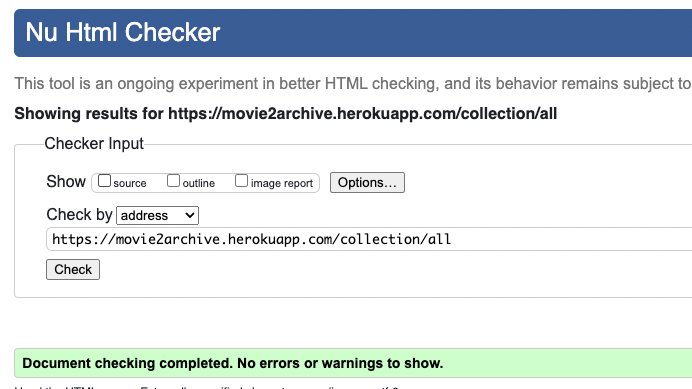 Nu Html Checker
This tool is an ongoing experiment in better HTML checking, and its behavior remains subject to
Showing results for https://movie2archive.herokuapp.com/collection/all
Checker Input
Show source outline image report Options...
Check by address
https://movie2archive.herokuapp.com/collection/all
Check
Document checking completed. No errors or warnings to show.